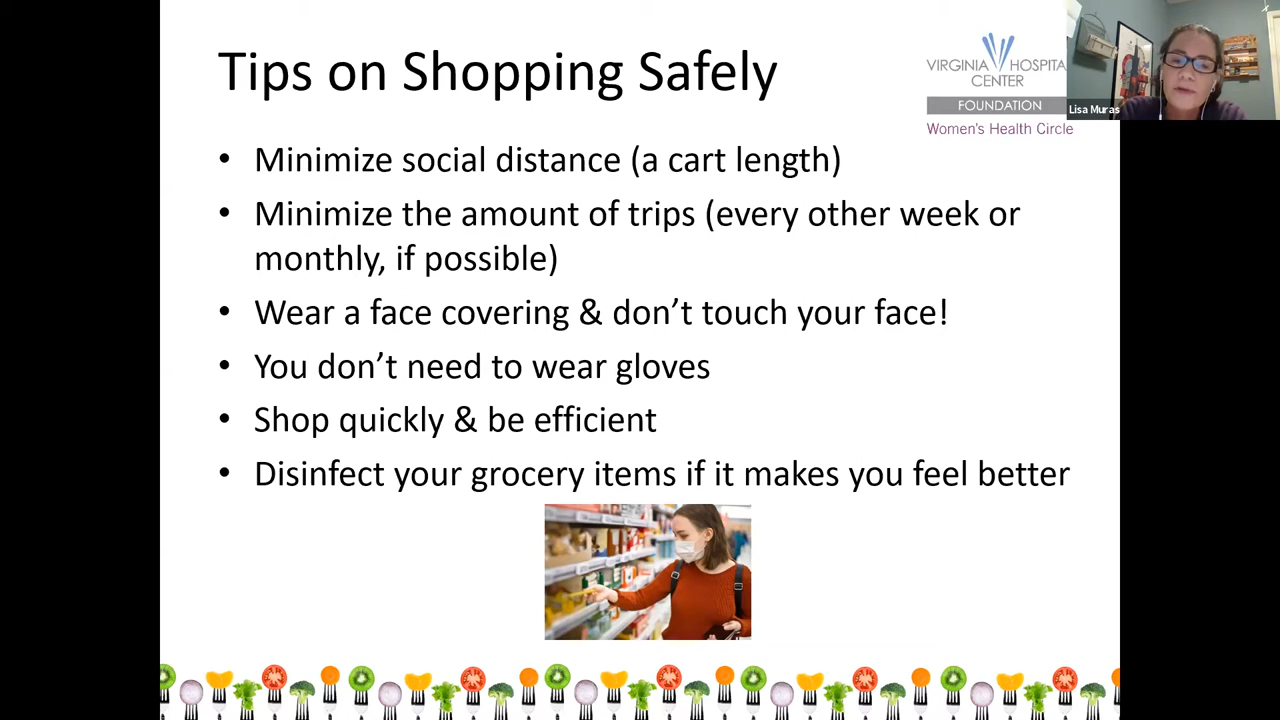 Tips on Shopping Safely
VIRGINIA HOSPITA
CENTER
FOUNDATION
Women's Health Circle
Lisa Muras
• Minimize social distance (a cart length)
• Minimize the amount of trips (every other week or
monthly, if possible)
• Wear a face covering & don't touch your face!
• You don't need to wear gloves
• Shop quickly & be efficient
• Disinfect your grocery items if it makes you feel better